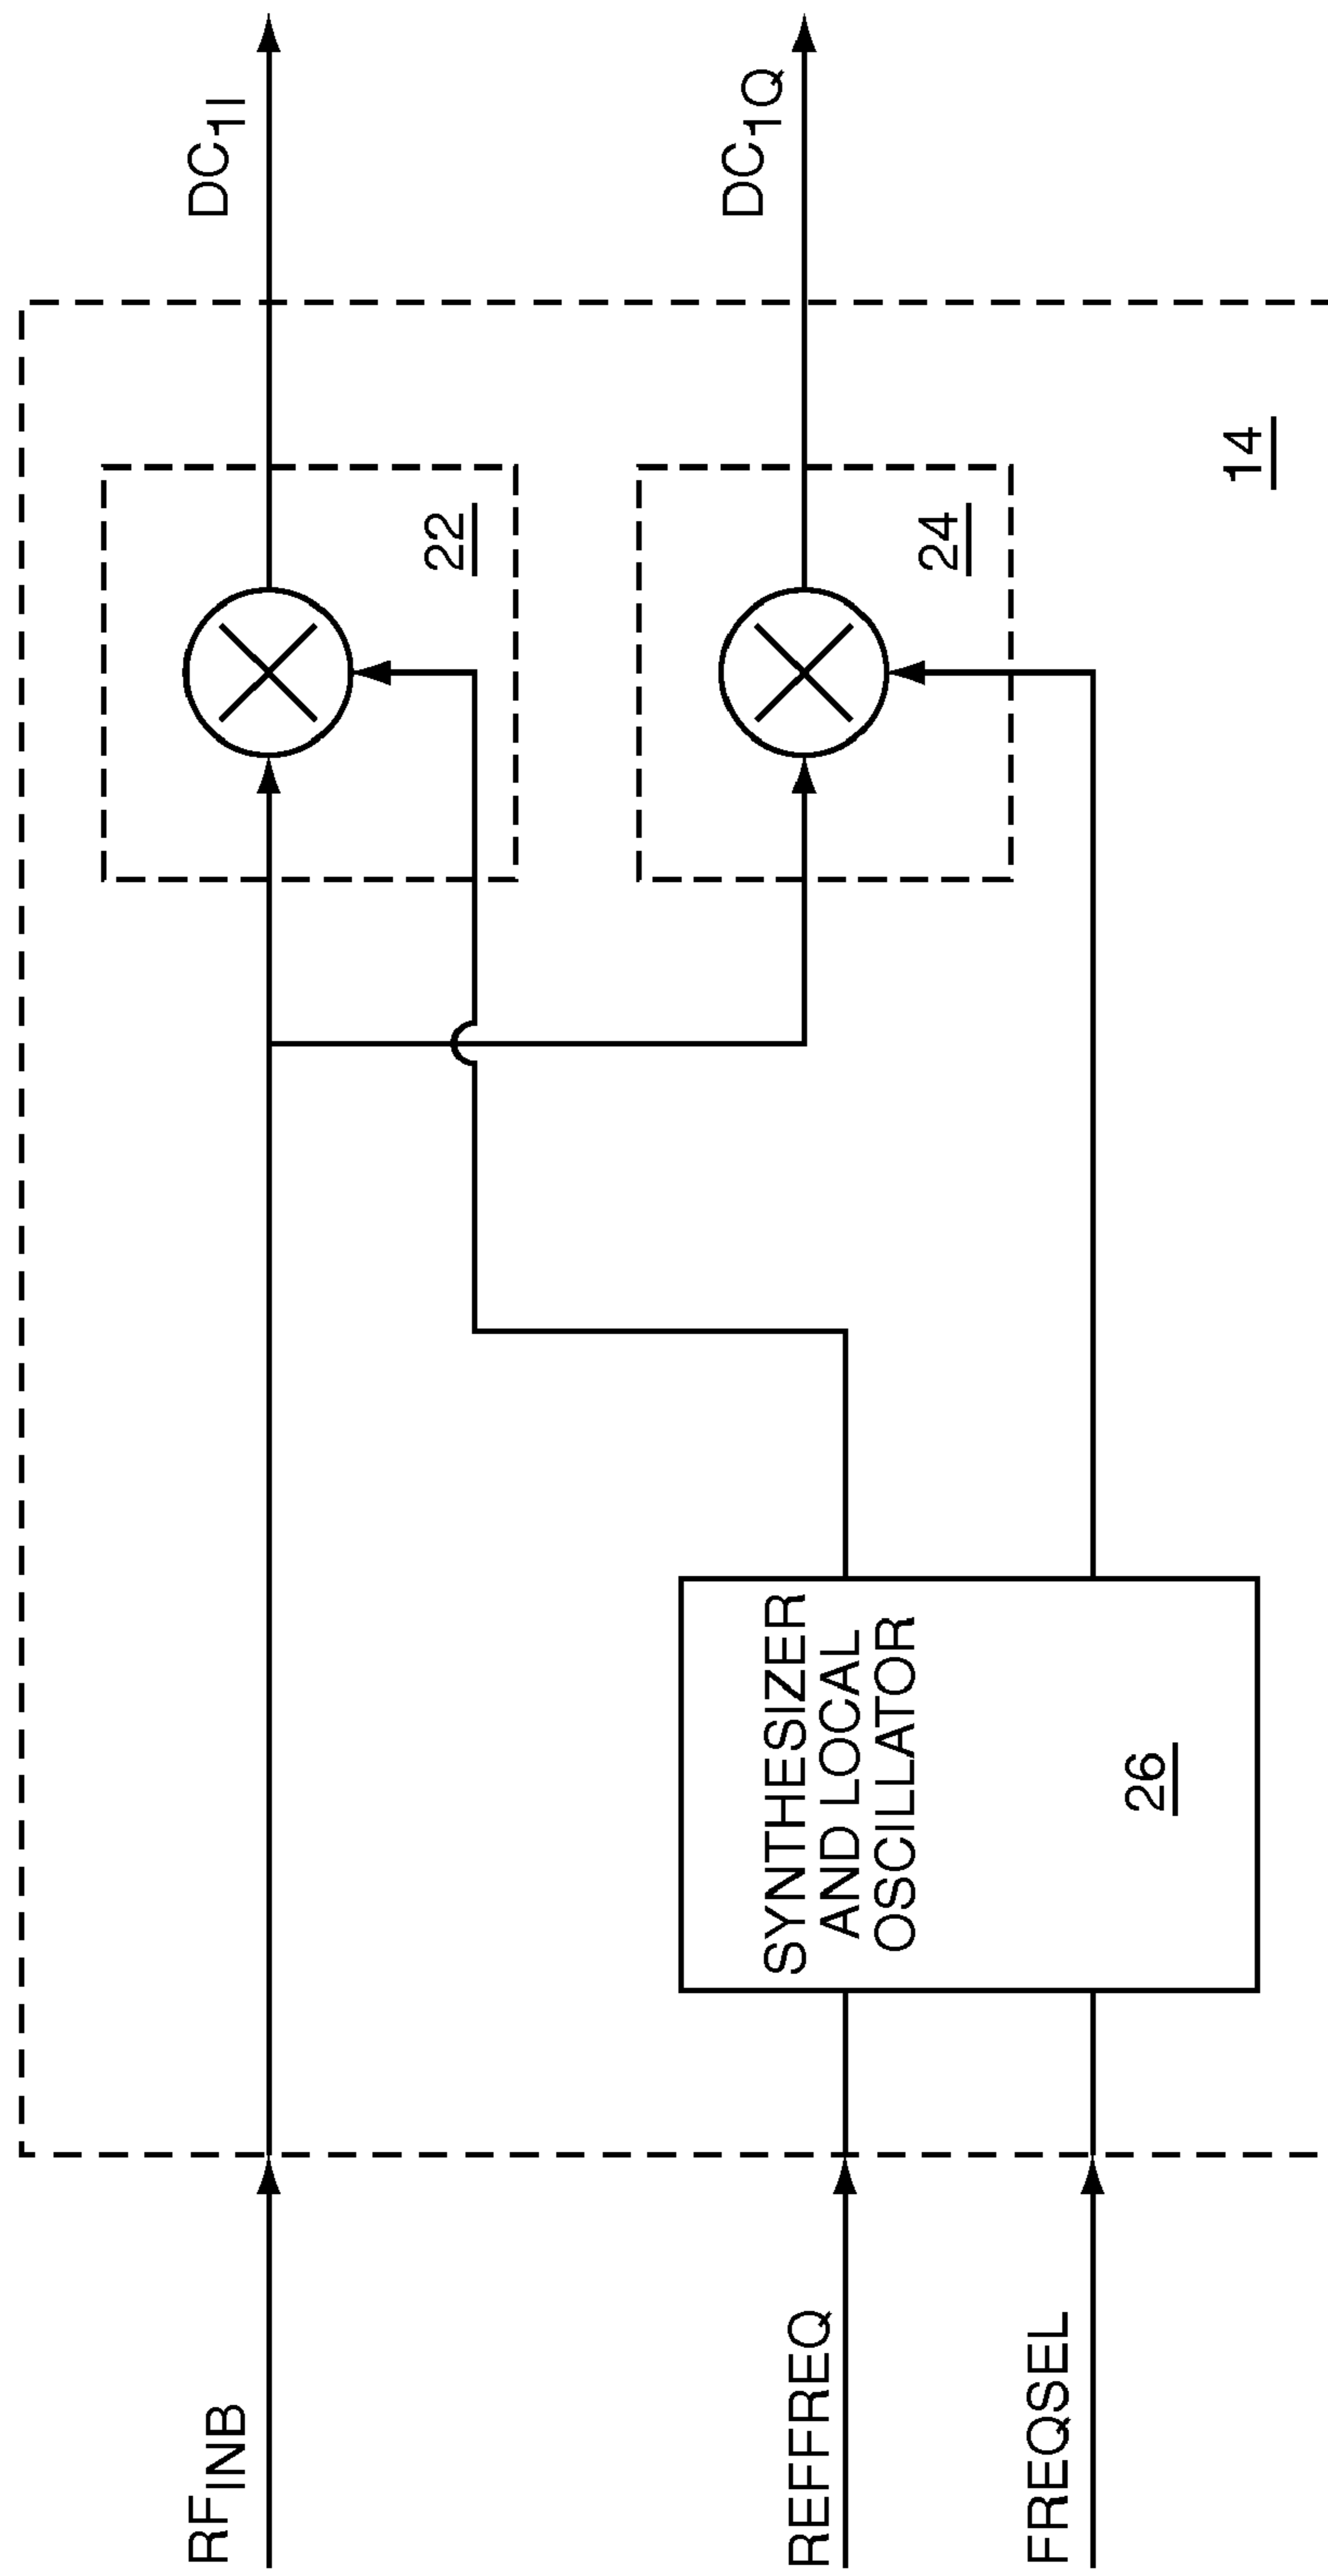 RFINB
DC1I
22
DC1Q
24
SYNTHESIZER
AND LOCAL
OSCILLATOR
26
REFFREQ
FREQSEL
14